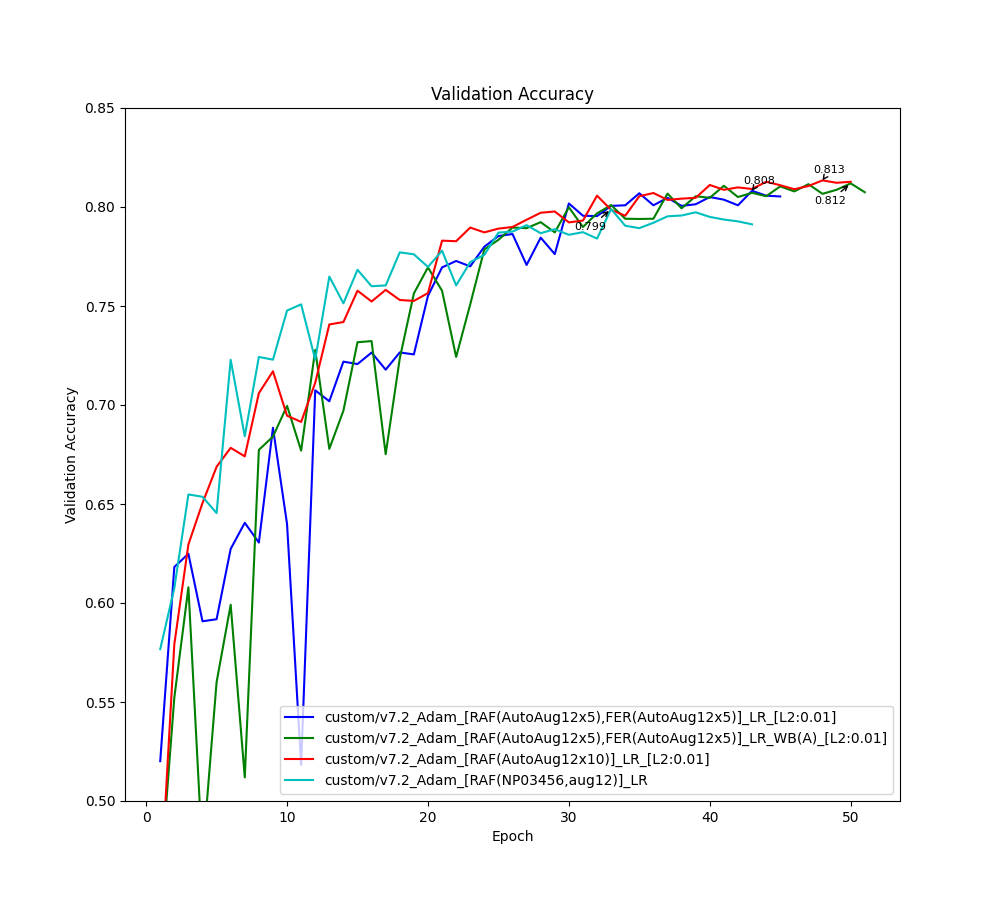 Validation Accuracy
0.85
0.80
0.75
0.70
0.65
0.60
0.55
0.50
Validation Accuracy
0.808
0.813
0.812
0.799
custom/v7.2_Adam_[RAF(AutoAug12x5),FER(AutoAug12x5)]_LR_[L2:0.01]
custom/v7.2_Adam_[RAF(AutoAug12x5),FER(AutoAug12x5)]_LR_WB(A)_[L2:0.01]
custom/v7.2_Adam_[RAF(AutoAug12x10)]_LR_[L2:0.01]
custom/v7.2_Adam_[RAF(NP03456,aug12)]_LR
0 10 20 30 40 50
Epoch